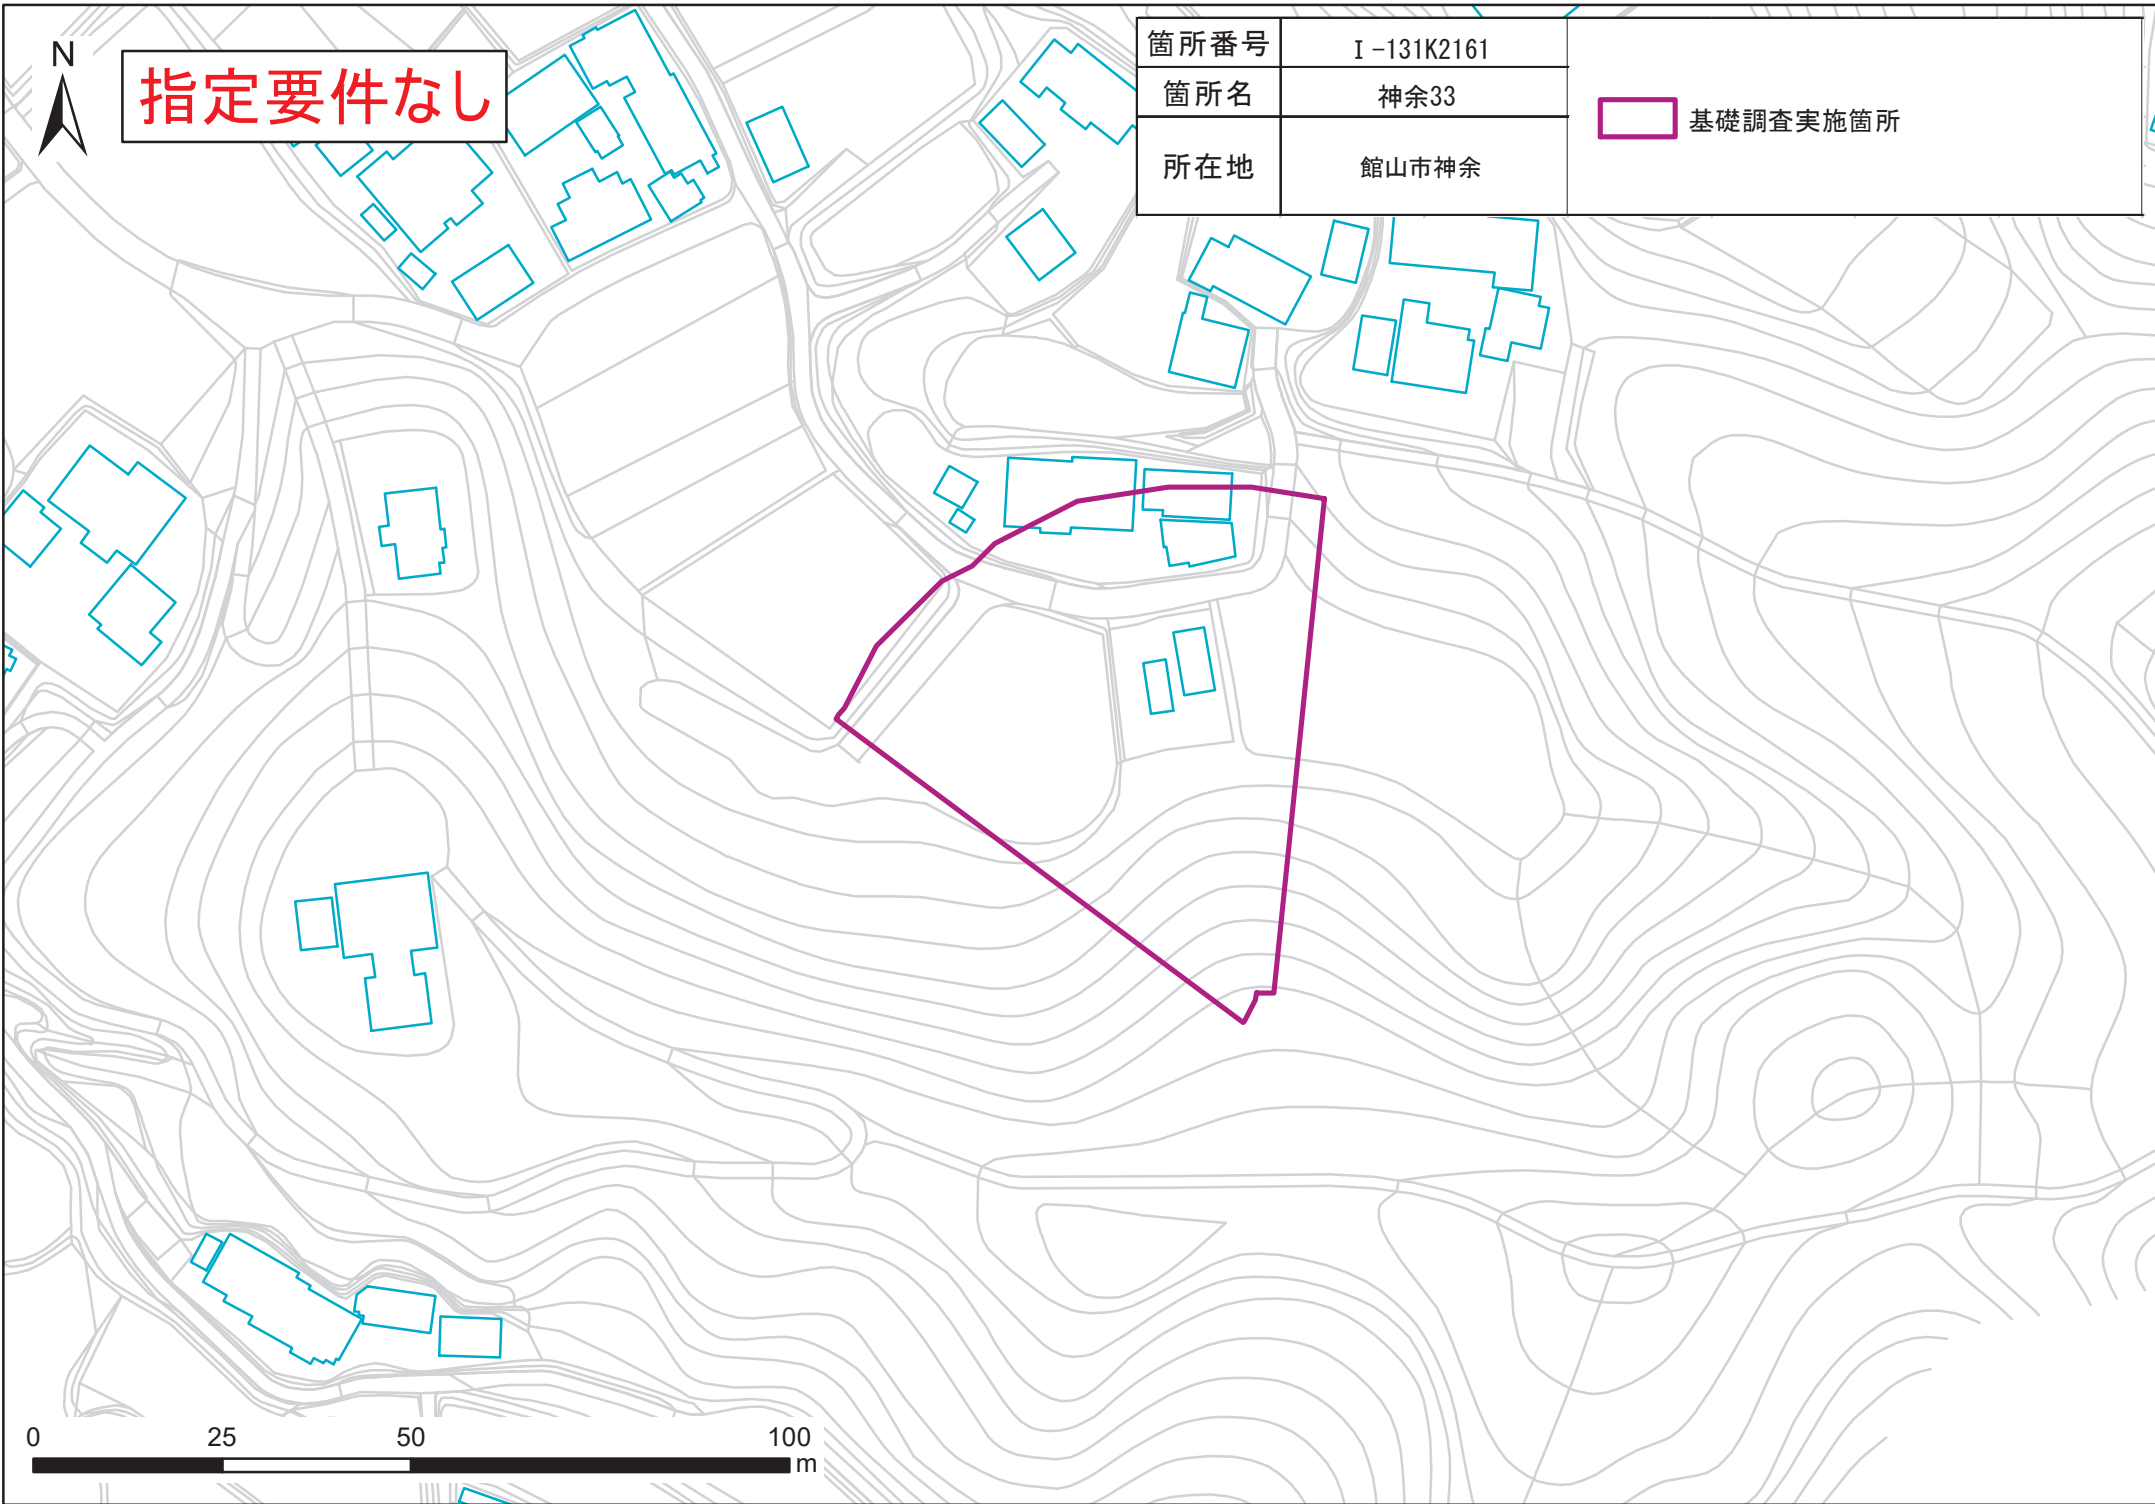 N
指定要件なし
箇所番号 Ⅰ-131K2161
箇所名 神余33
所在地 館山市神余
基礎調査実施箇所
0 25 50 100
m